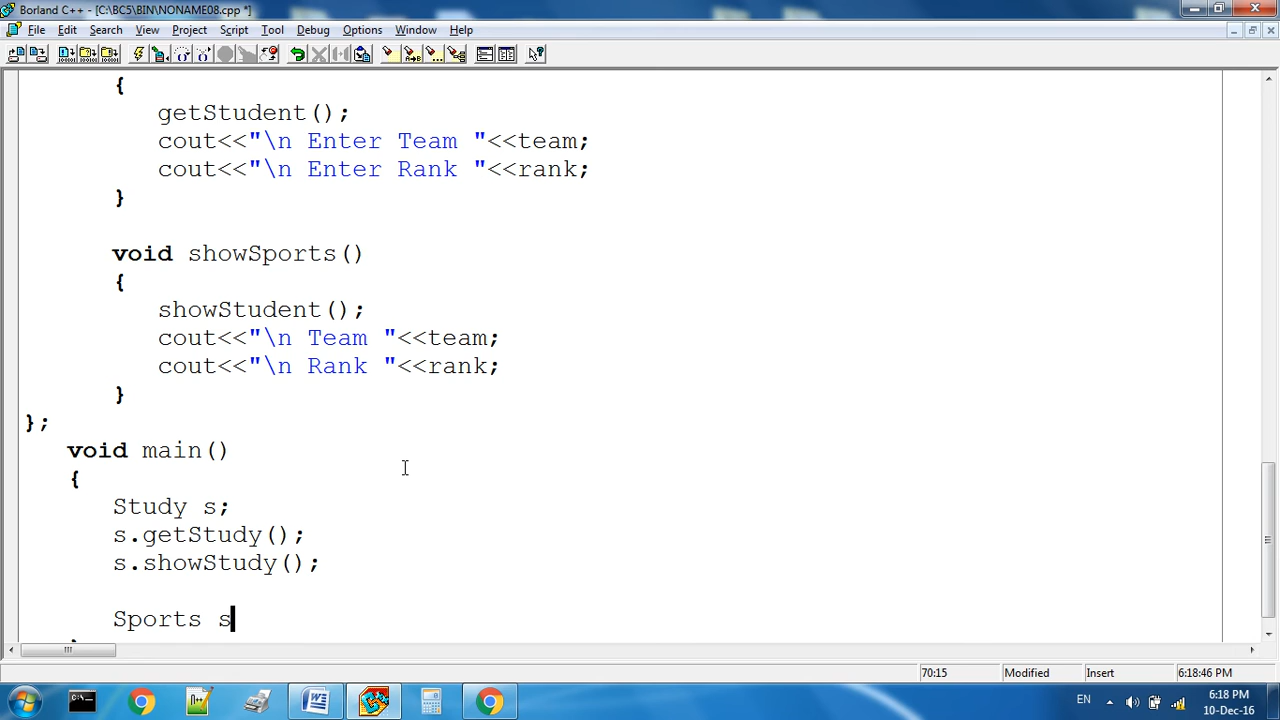 Borland C++ - [C:\BC5\BIN\NONAME08.cpp *]
File Edit Search View Project Script Tool Debug Options Window Help
{
getStudent();
cout<<"\n Enter Team "<<team;
cout<<"\n Enter Rank "<<rank;
}
void showSports()
{
showStudent();
cout<<"\n Team "<<team;
cout<<"\n Rank "<<rank;
}
};
void main()
{
Study s;
s.getStudy();
s.showStudy();
Sports s
70:15 Modified Insert 6:18:46 PM
EN 6:18 PM
10-Dec-16